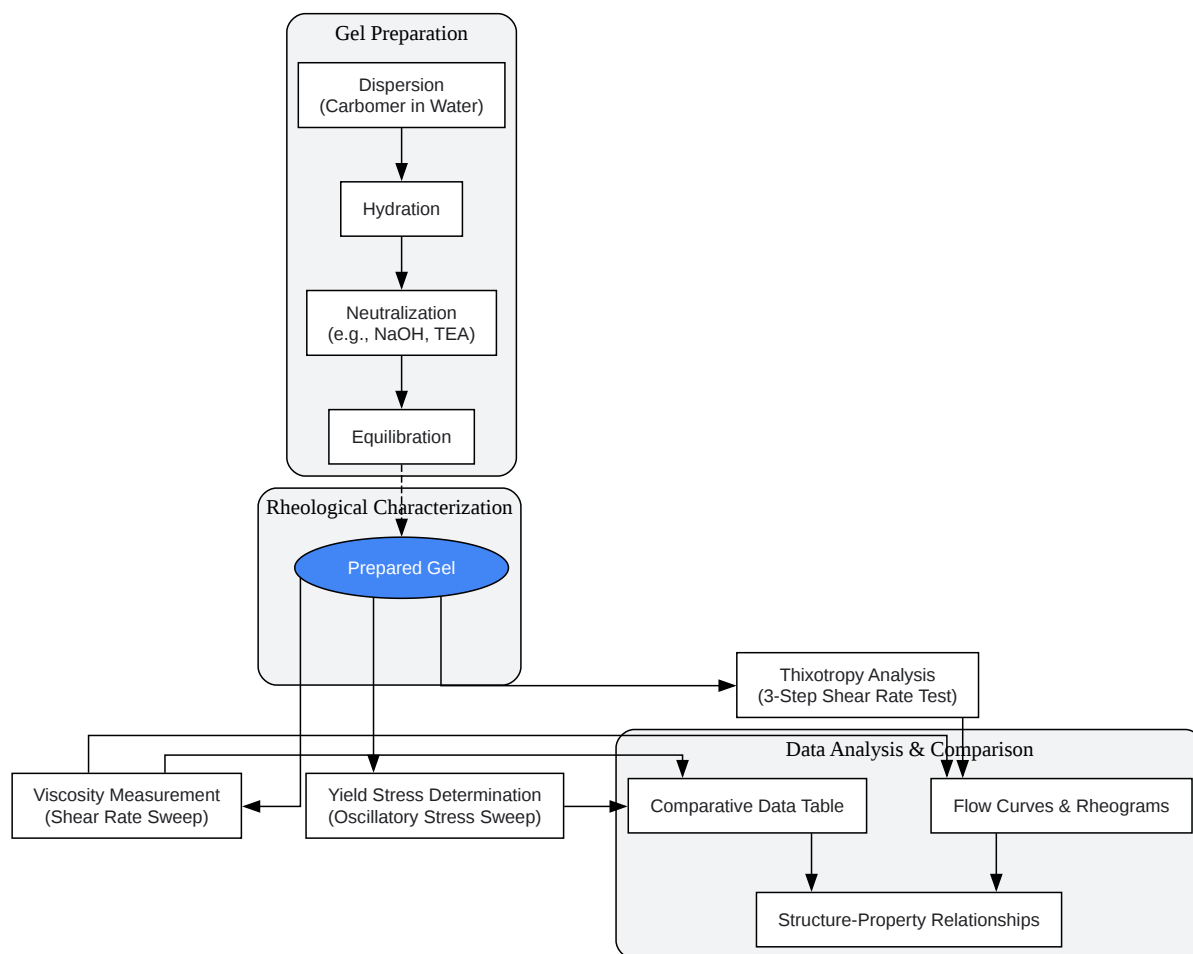 Gel Preparation
Dispersion
(Carbomer in Water)
Hydration
Neutralization
(e.g., NaOH, TEA)
Equilibration
Rheological Characterization
Prepared Gel
Thixotropy Analysis
(3-Step Shear Rate Test)
Data Analysis & Comparison
Viscosity Measurement
(Shear Rate Sweep)
Yield Stress Determination
(Oscillatory Stress Sweep)
Comparative Data Table
Flow Curves & Rheograms
Structure-Property Relationships